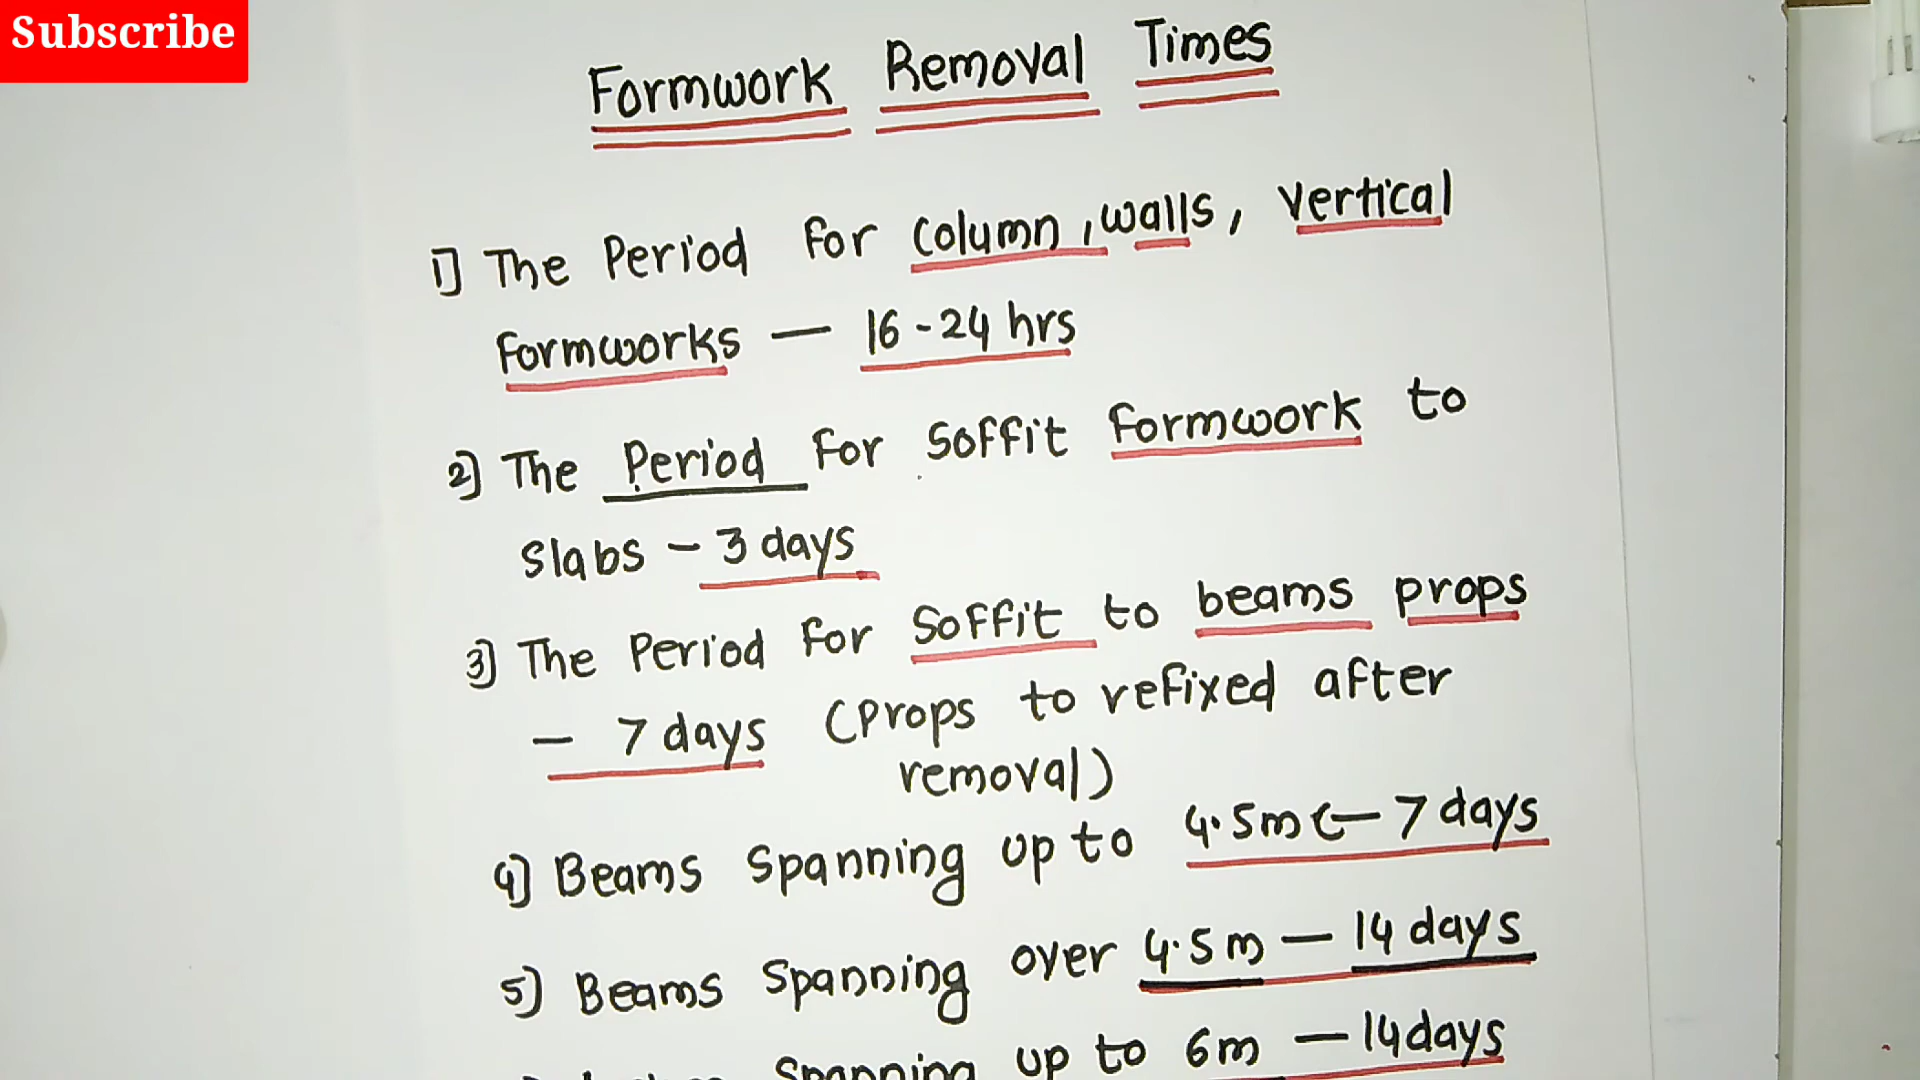 Subscribe
Formwork Removal Times
1) The Period for column, walls, vertical
formworks — 16-24 hrs
2) The Period for soffit formwork to
slabs - 3 days
3) The Period for soffit to beams props
- 7 days (Props to refixed after
removal)
4) Beams spanning up to 4.5m - 7 days
5) Beams spanning over 4.5m — 14 days
spanning up to 6m — 14 days